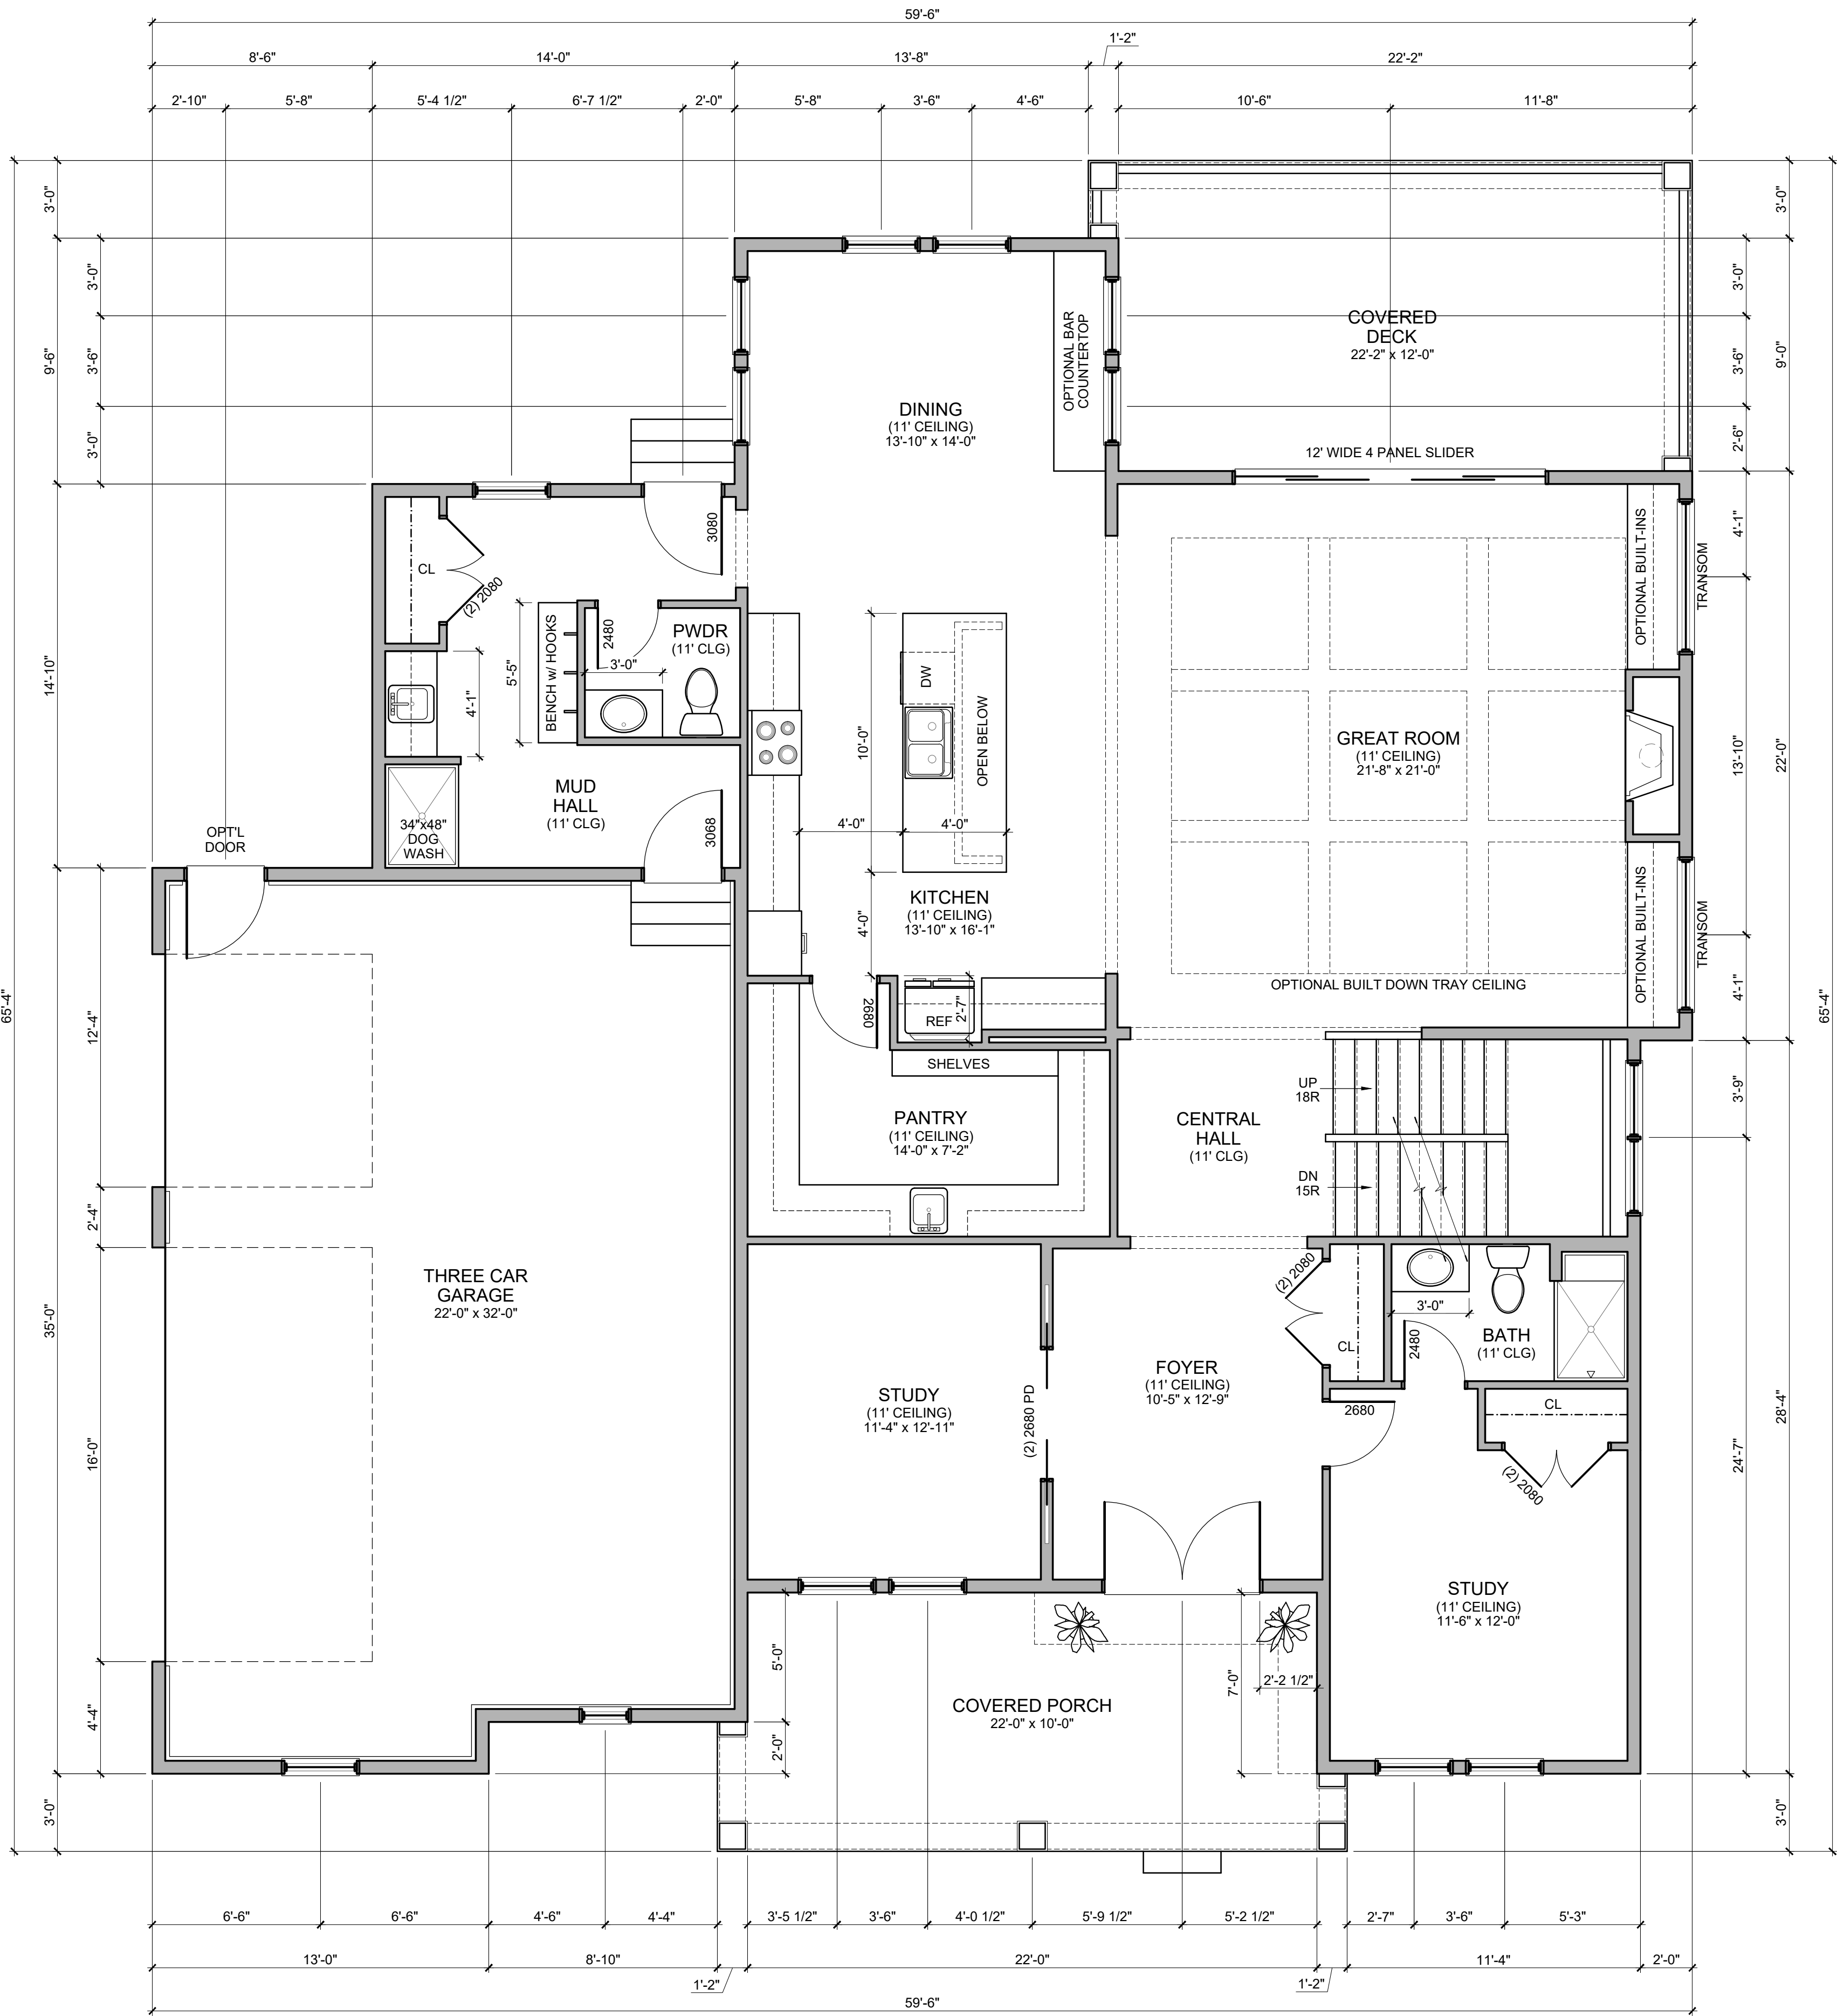 59'-6"
8'-6"
14'-0"
13'-8"
1'-2"
22'-2"
2'-10"
5'-8"
5'-4 1/2"
6'-7 1/2"
2'-0"
5'-8"
3'-6"
4'-6"
10'-6"
11'-8"
65'-4"
3'-0"
9'-6"
14'-10"
35'-0"
3'-0"
3'-0"
3'-6"
3'-0"
12'-4"
2'-4"
16'-0"
4'-4"
COVERED
DECK
22'-2" x 12'-0"
12' WIDE 4 PANEL SLIDER
OPTIONAL BAR
COUNTERTOP
DINING
(11' CEILING)
13'-10" x 14'-0"
3080
CL
(2) 2080
BENCH w/ HOOKS
5'-5"
4'-1"
2480
3'-0"
PWDR
(11' CLG)
MUD
HALL
(11' CLG)
34"x48"
DOG
WASH
3068
OPT'L
DOOR
DW
OPEN BELOW
10'-0"
4'-0"
4'-0"
4'-0"
KITCHEN
(11' CEILING)
13'-10" x 16'-1"
GREAT ROOM
(11' CEILING)
21'-8" x 21'-0"
OPTIONAL BUILT-INS
TRANSOM
OPTIONAL BUILT-INS
TRANSOM
OPTIONAL BUILT DOWN TRAY CEILING
2680
REF
2'-7"
SHELVES
PANTRY
(11' CEILING)
14'-0" x 7'-2"
CENTRAL
HALL
(11' CLG)
UP
18R
DN
15R
THREE CAR
GARAGE
22'-0" x 32'-0"
STUDY
(11' CEILING)
11'-4" x 12'-11"
(2) 2680 PD
FOYER
(11' CEILING)
10'-5" x 12'-9"
(2) 2080
CL
3'-0"
2480
BATH
(11' CLG)
2680
CL
(2) 2080
STUDY
(11' CEILING)
11'-6" x 12'-0"
COVERED PORCH
22'-0" x 10'-0"
5'-0"
2'-0"
7'-0"
2'-2 1/2"
3'-0"
3'-6"
2'-6"
4'-1"
13'-10"
4'-1"
3'-9"
24'-7"
3'-0"
9'-0"
22'-0"
28'-4"
3'-0"
65'-4"
6'-6"
6'-6"
4'-6"
4'-4"
3'-5 1/2"
3'-6"
4'-0 1/2"
5'-9 1/2"
5'-2 1/2"
2'-7"
3'-6"
5'-3"
13'-0"
8'-10"
1'-2"
22'-0"
1'-2"
11'-4"
2'-0"
59'-6"